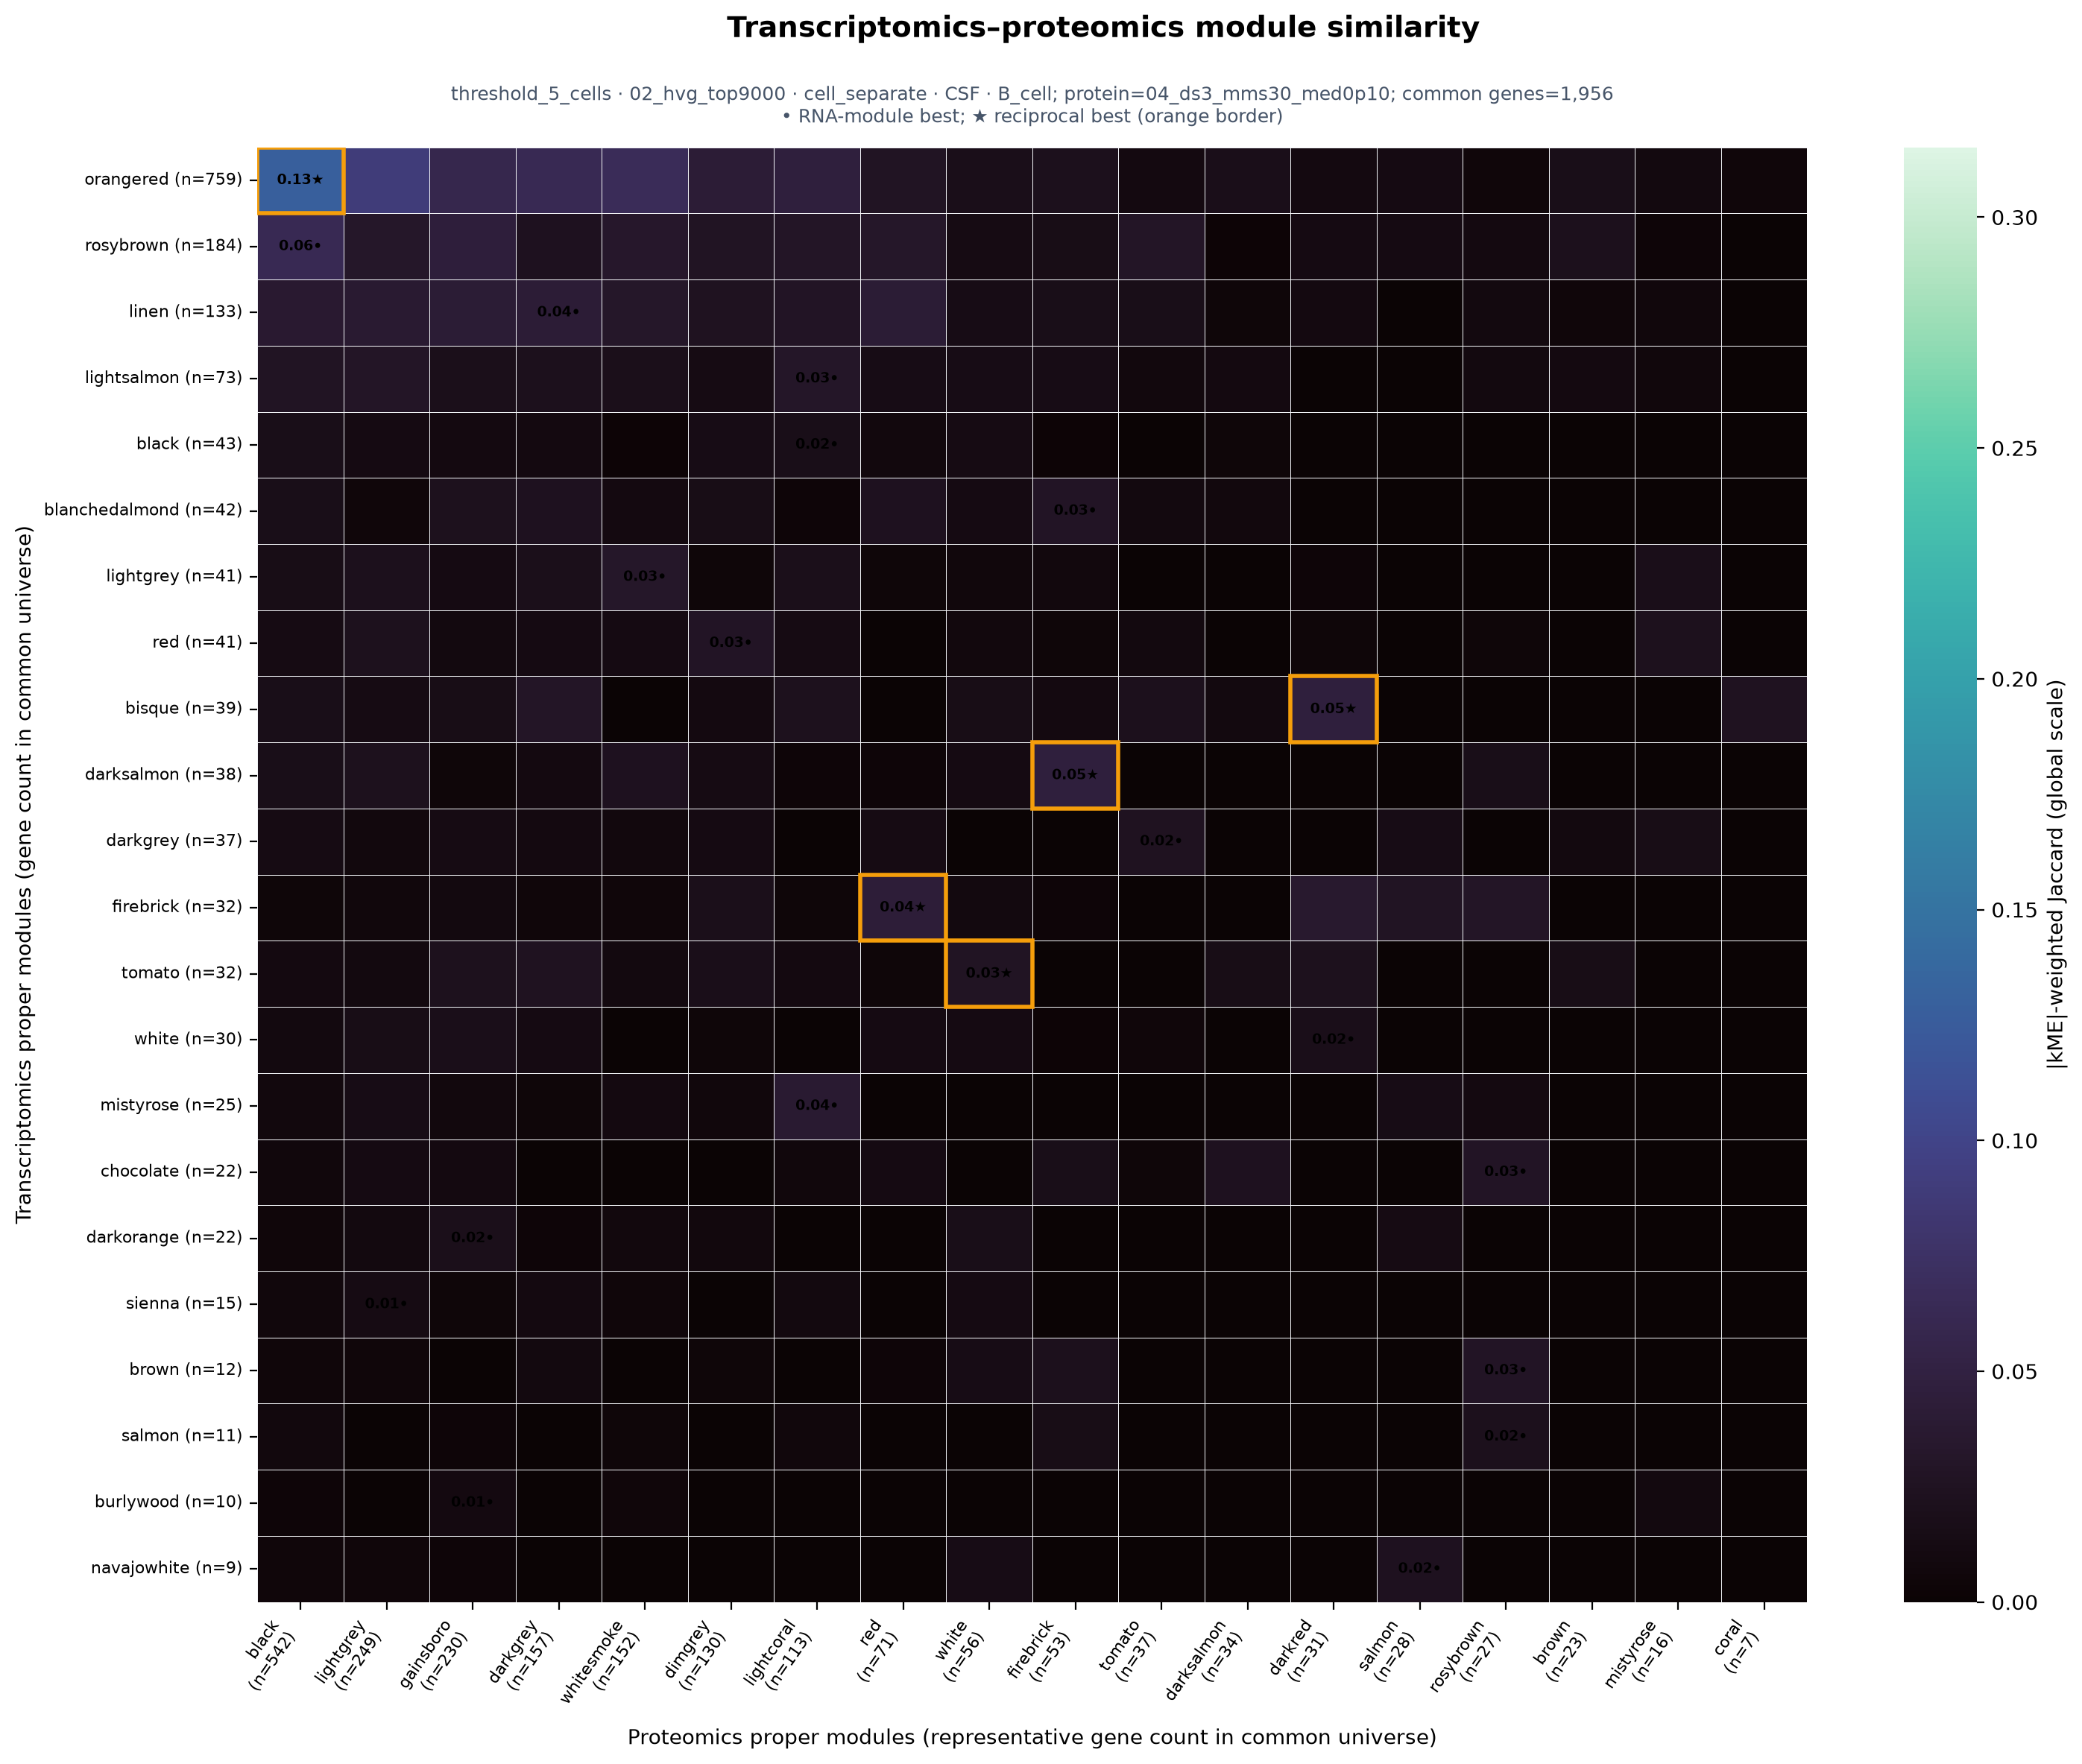 Transcriptomics–proteomics module similarity
threshold_5_cells · 02_hvg_top9000 · cell_separate · CSF · B_cell; protein=04_ds3_mms30_med0p10; common genes=1,956
• RNA-module best; ★ reciprocal best (orange border)
Transcriptomics proper modules (gene count in common universe)
orangered (n=759)
0.13★
rosybrown (n=184)
0.06•
linen (n=133)
0.04•
lightsalmon (n=73)
0.03•
black (n=43)
0.02•
blanchedalmond (n=42)
0.03•
lightgrey (n=41)
0.03•
red (n=41)
0.03•
bisque (n=39)
0.05★
darksalmon (n=38)
0.05★
darkgrey (n=37)
0.02•
firebrick (n=32)
0.04★
tomato (n=32)
0.03★
white (n=30)
0.02•
mistyrose (n=25)
0.04•
chocolate (n=22)
0.03•
darkorange (n=22)
0.02•
sienna (n=15)
0.01•
brown (n=12)
0.03•
salmon (n=11)
0.02•
burlywood (n=10)
0.01•
navajowhite (n=9)
0.02•
black
(n=542)
lightgrey
(n=249)
gainsboro
(n=230)
darkgrey
(n=157)
whitesmoke
(n=152)
dimgrey
(n=130)
lightcoral
(n=113)
red
(n=71)
white
(n=56)
firebrick
(n=53)
tomato
(n=37)
darksalmon
(n=34)
darkred
(n=31)
salmon
(n=28)
rosybrown
(n=27)
brown
(n=23)
mistyrose
(n=16)
coral
(n=7)
Proteomics proper modules (representative gene count in common universe)
0.30
0.25
0.20
0.15
0.10
0.05
0.00
|kME|-weighted Jaccard (global scale)